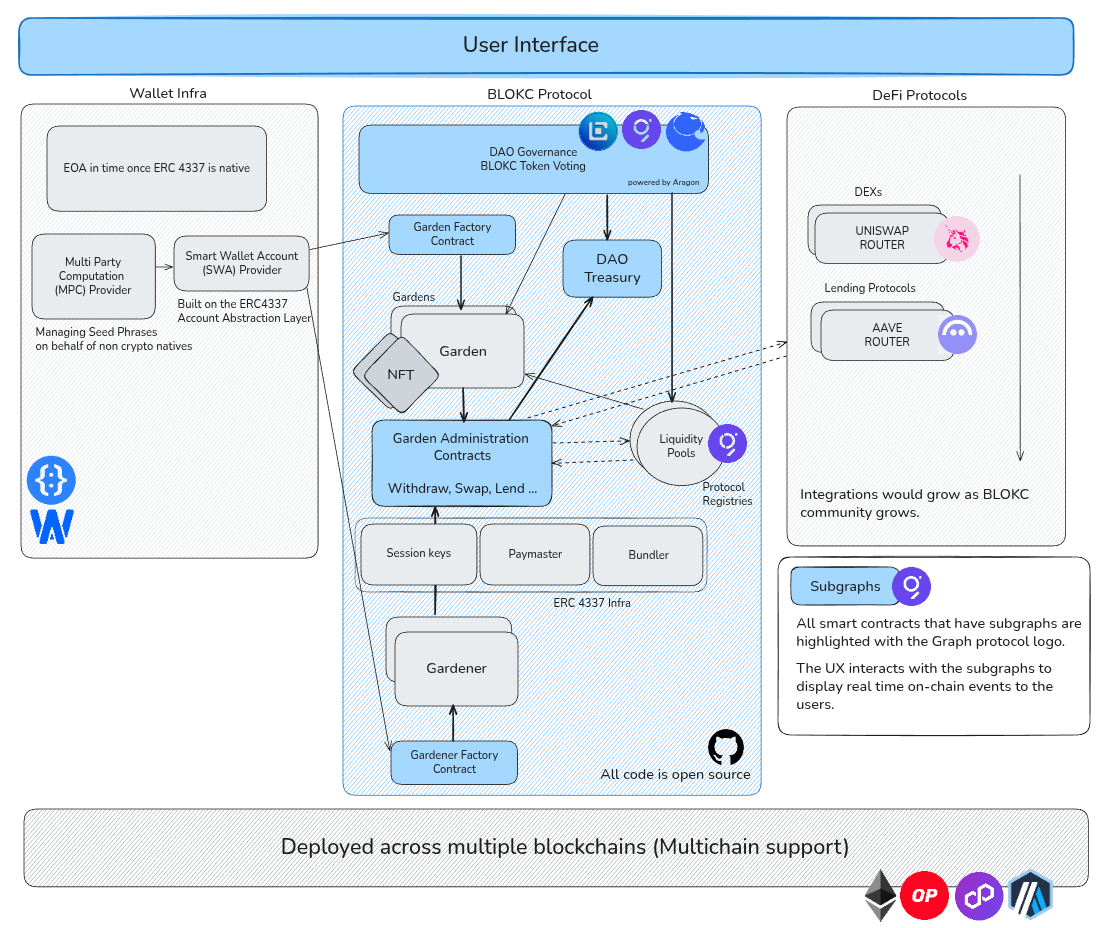 User Interface
Wallet Infra
EOA in time once ERC 4337 is native
Multi Party
Computation
(MPC) Provider
Smart Wallet Account
(SWA) Provider
Built on the ERC4337
Account Abstraction Layer
Managing Seed Phrases
on behalf of non crypto natives
W
BLOKC Protocol
DAO Governance
BLOKC Token Voting
powered by Aragon
Garden Factory
Contract
DAO
Treasury
Gardens
Garden
NFT
Garden Administration
Contracts
Withdraw, Swap, Lend ...
Liquidity
Pools
Protocol
Registries
Session keys
Paymaster
Bundler
ERC 4337 Infra
Gardener
Gardener Factory
Contract
All code is open source
DeFi Protocols
DEXs
UNISWAP
ROUTER
Lending Protocols
AAVE
ROUTER
Integrations would grow as BLOKC
community grows.
Subgraphs
All smart contracts that have subgraphs are
highlighted with the Graph protocol logo.
The UX interacts with the subgraphs to
display real time on-chain events to the
users.
Deployed across multiple blockchains (Multichain support)
OP